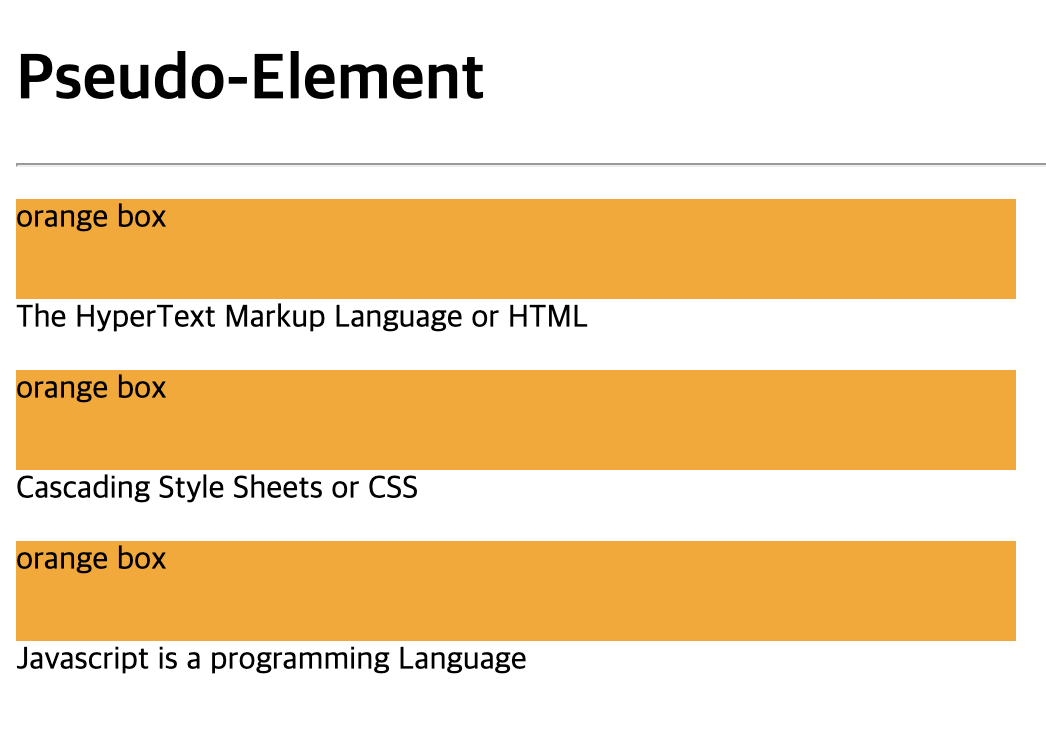 Pseudo-Element
orange box
The HyperText Markup Language or HTML
orange box
Cascading Style Sheets or CSS
orange box
Javascript is a programming Language